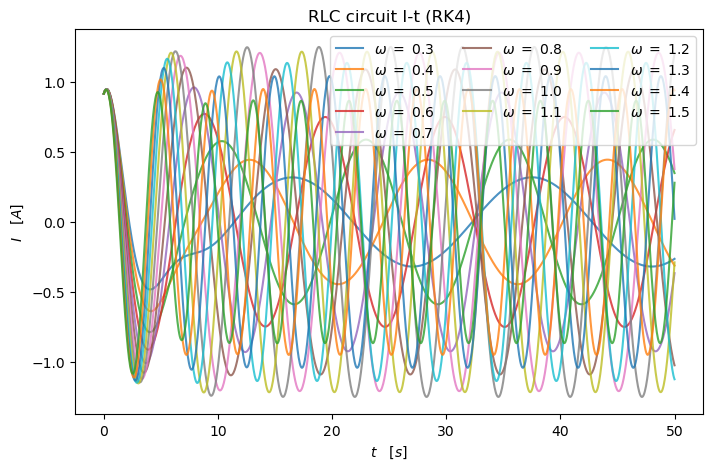 RLC circuit I-t (RK4)
ω = 0.3
ω = 0.4
ω = 0.5
ω = 0.6
ω = 0.7
ω = 0.8
ω = 0.9
ω = 1.0
ω = 1.1
ω = 1.2
ω = 1.3
ω = 1.4
ω = 1.5
1.0
0.5
0.0
−0.5
−1.0
I [A]
0 10 20 30 40 50
t [s]